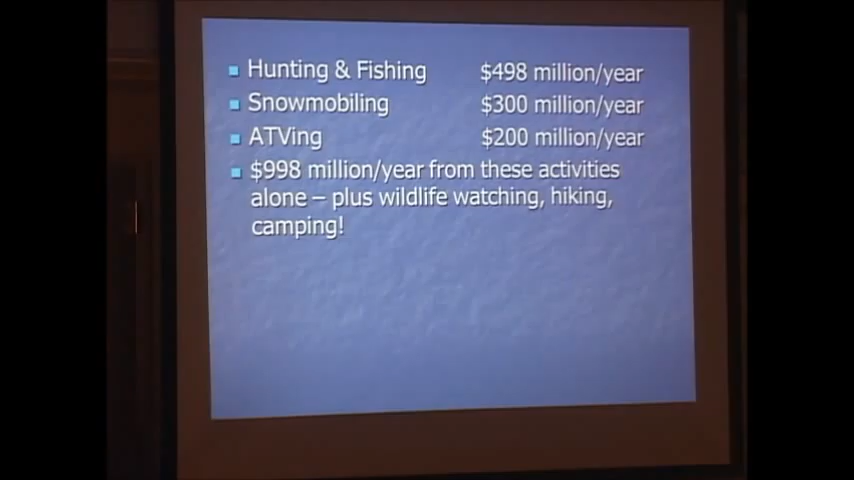 Hunting & Fishing $498 million/year
Snowmobiling $300 million/year
ATVing $200 million/year
$998 million/year from these activities
alone – plus wildlife watching, hiking,
camping!